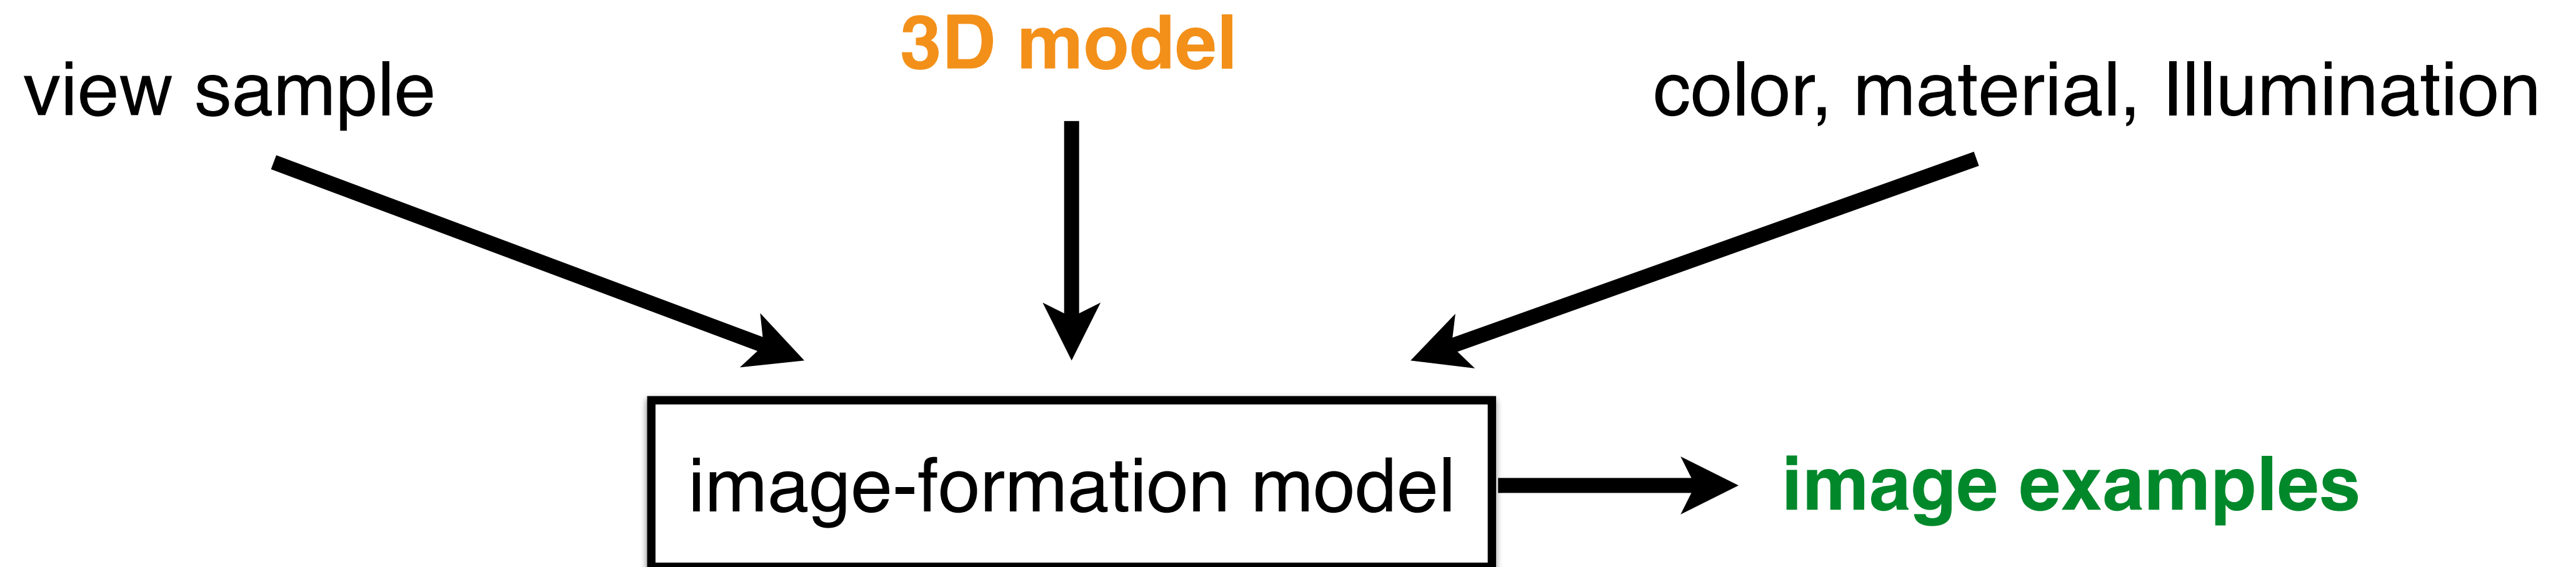 3D model
view sample
color, material, Illumination
image-formation model
image examples